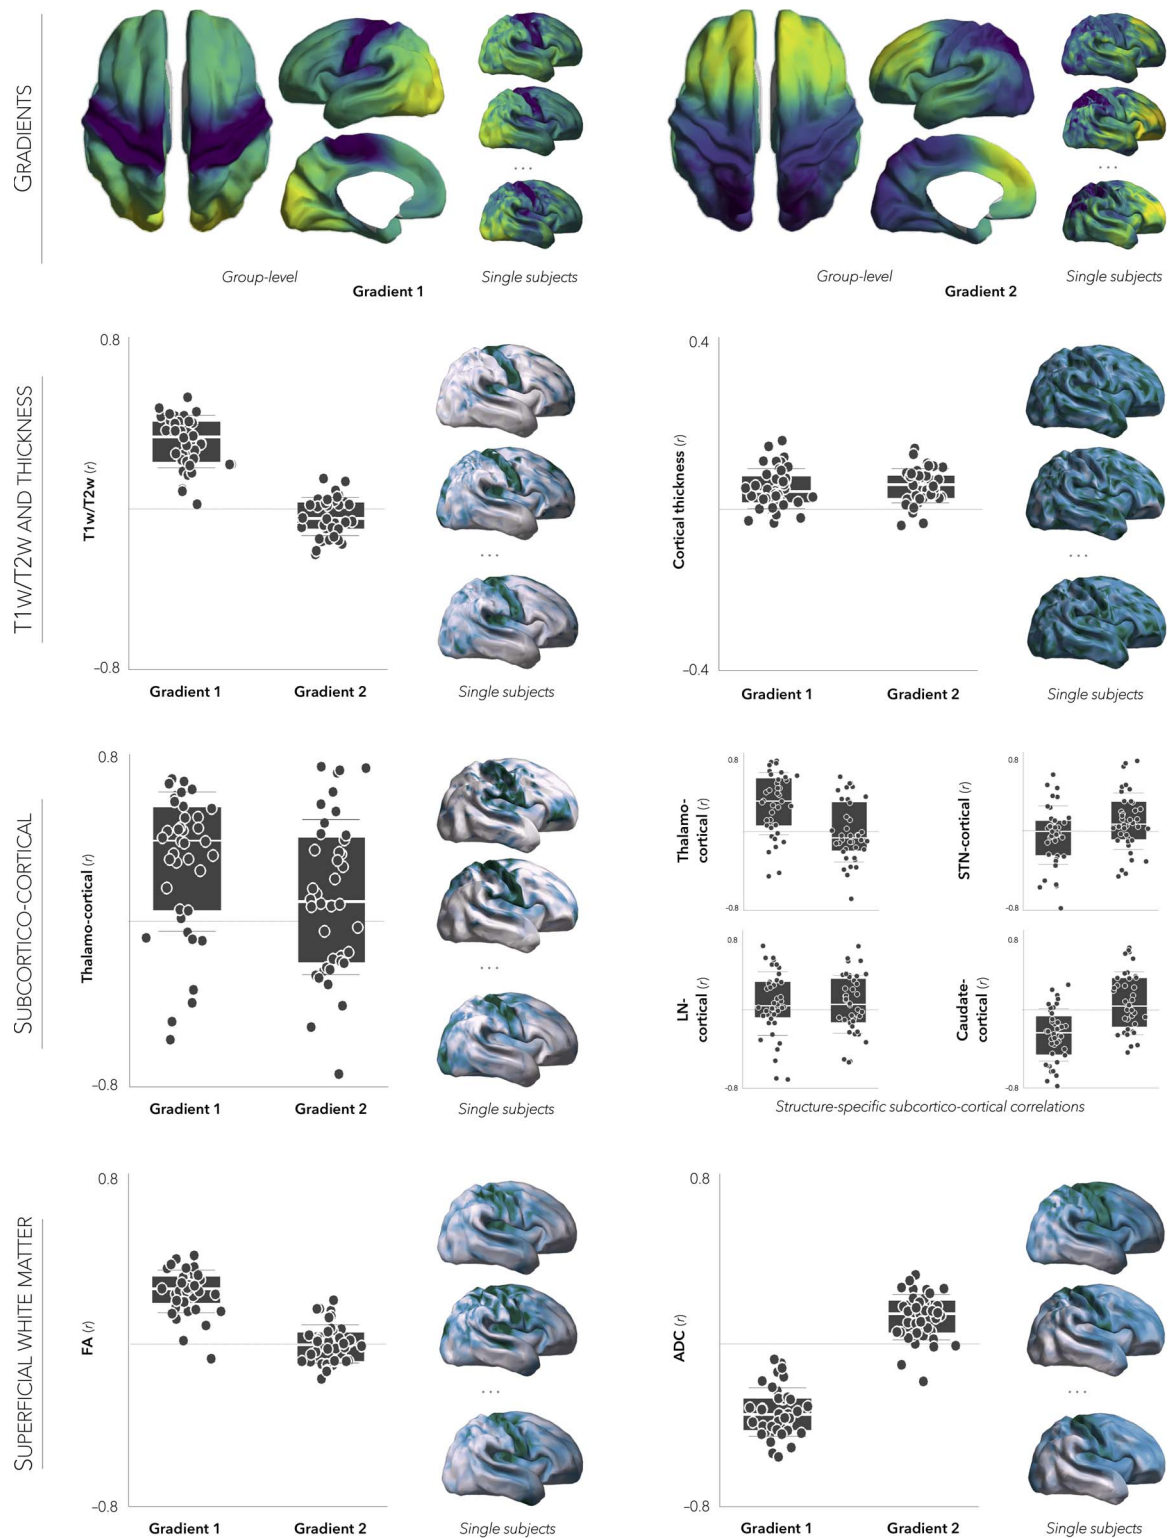 GRADIENTS
...
...
Group-level
Single subjects
Gradient 1
Group-level
Single subjects
Gradient 2
T1w/T2w AND THICKNESS
0.8
T1w/T2w (r)
–0.8
...
Gradient 1
Gradient 2
Single subjects
0.4
Cortical thickness (r)
–0.4
...
Gradient 1
Gradient 2
Single subjects
SUBCORTICO-CORTICAL
0.8
Thalamo-cortical (r)
–0.8
...
Gradient 1
Gradient 2
Single subjects
0.8
Thalamo-
cortical (r)
-0.8
0.8
STN-cortical (r)
-0.8
0.8
LN-
cortical (r)
-0.8
0.8
Caudate-
cortical (r)
-0.8
Structure-specific subcortico-cortical correlations
SUPERFICIAL WHITE MATTER
0.8
FA (r)
–0.8
...
Gradient 1
Gradient 2
Single subjects
0.8
ADC (r)
–0.8
...
Gradient 1
Gradient 2
Single subjects